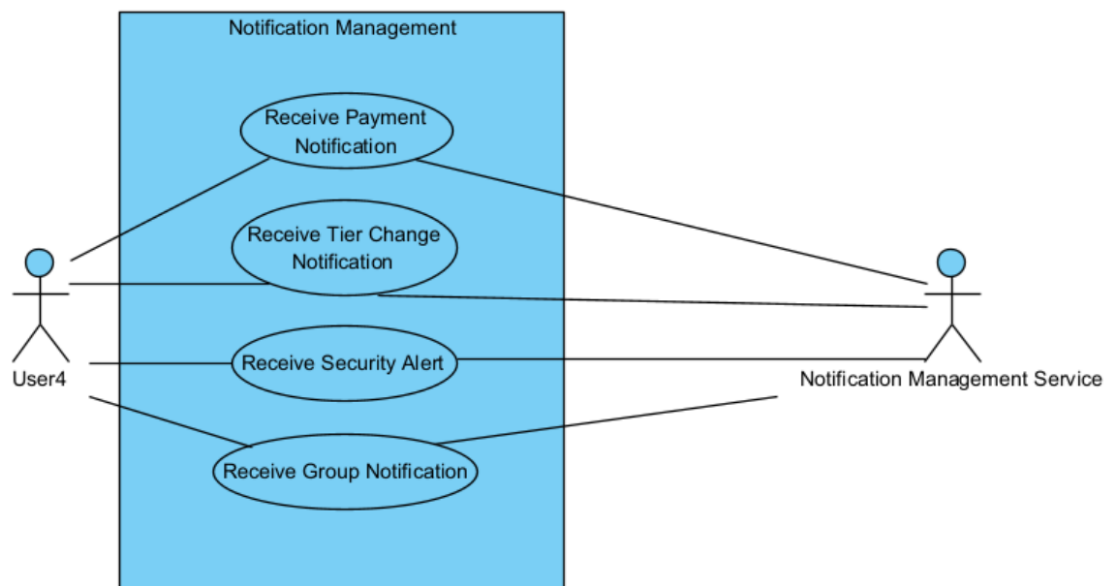 Notification Management
Receive Payment
Notification
Receive Tier Change
Notification
Receive Security Alert
User4
Notification Management Service
Receive Group Notification